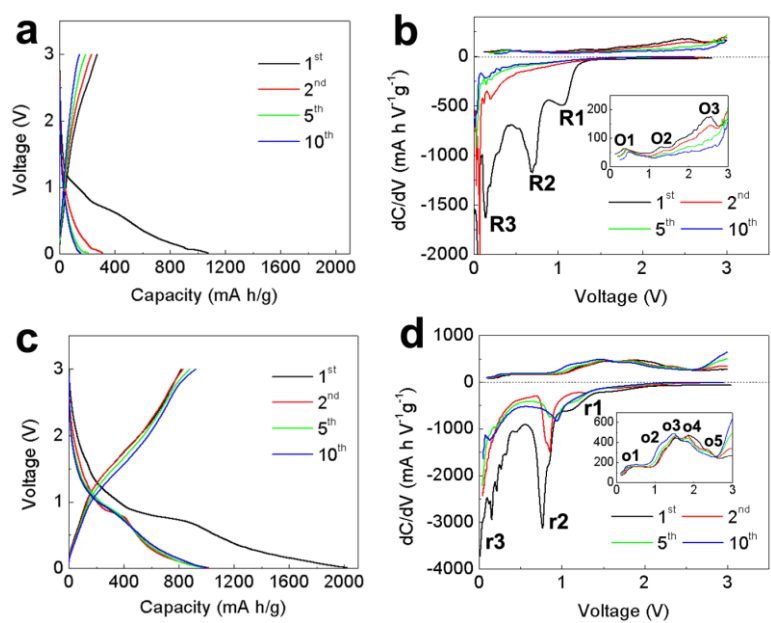 a
3
2
1
0
Voltage (V)
0 400 800 1200 1600 2000
Capacity (mA h/g)
1st
2nd
5th
10th
b
0
-500
-1000
-1500
-2000
dC/dV (mA h V-1g-1)
0 1 2 3
Voltage (V)
R1
R2
R3
200
100
0
0 1 2 3
O1 O2 O3
1st 2nd
5th 10th
c
3
2
1
0
Voltage (V)
0 400 800 1200 1600 2000
Capacity (mA h/g)
1st
2nd
5th
10th
d
1000
0
-1000
-2000
-3000
-4000
dC/dV (mA h V-1g-1)
0 1 2 3
Voltage (V)
r1
r2
r3
600
400
200
0
0 1 2 3
o1 o2 o3 o4 o5
1st 2nd
5th 10th